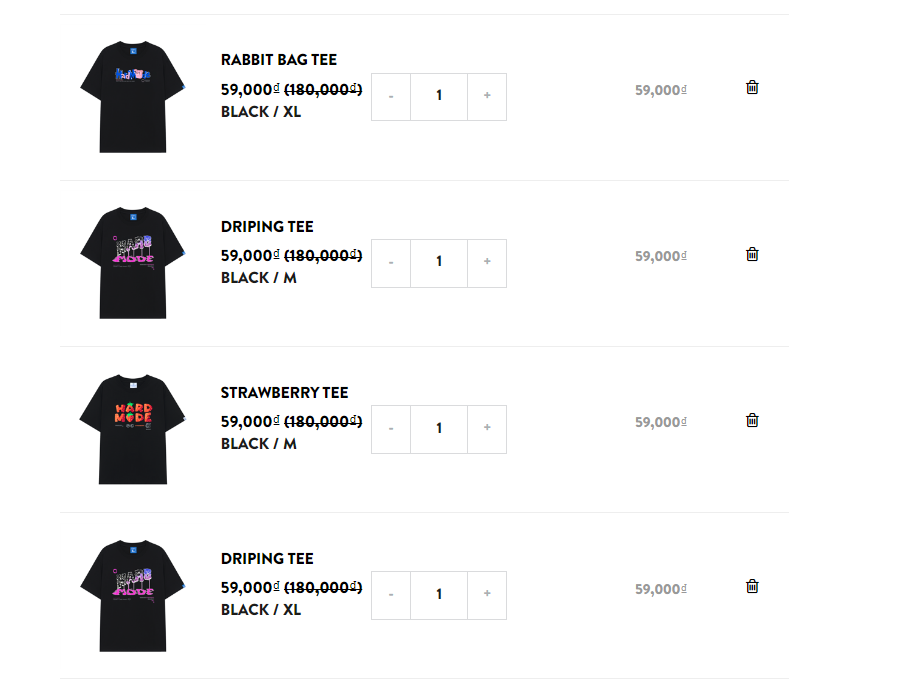 RABBIT BAG TEE
59,000₫ (180,000₫) - 1 + 59,000₫
BLACK / XL
DRIPING TEE
59,000₫ (180,000₫) - 1 + 59,000₫
BLACK / M
HARD
MODE
STRAWBERRY TEE
59,000₫ (180,000₫) - 1 + 59,000₫
BLACK / M
DRIPING TEE
59,000₫ (180,000₫) - 1 + 59,000₫
BLACK / XL